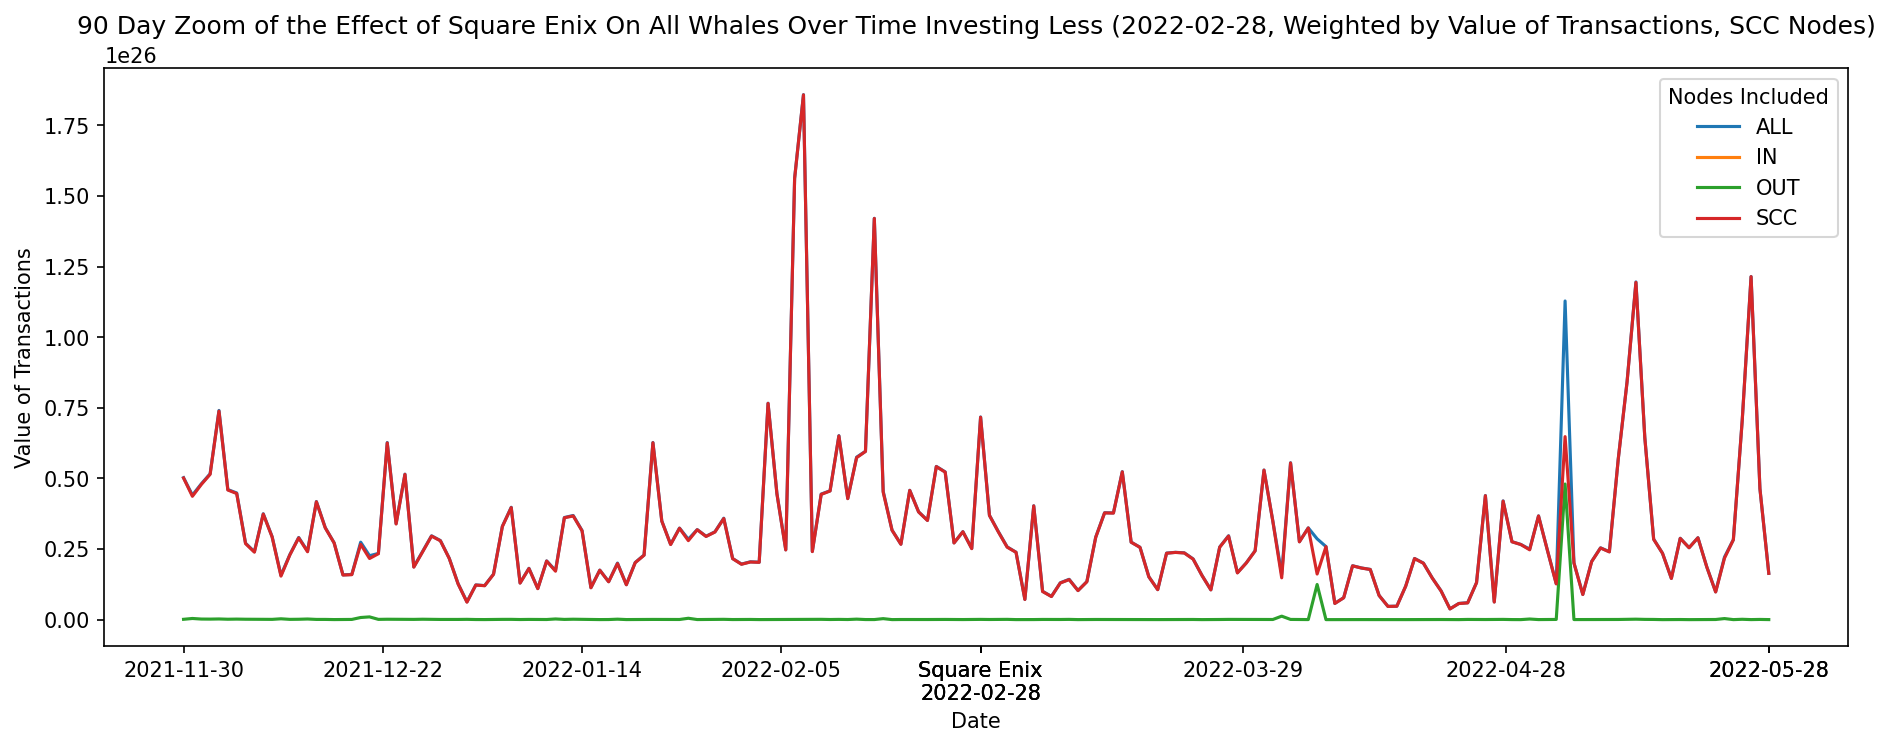 90 Day Zoom of the Effect of Square Enix On All Whales Over Time Investing Less (2022-02-28, Weighted by Value of Transactions, SCC Nodes)
1e26
Nodes Included
ALL
IN
OUT
SCC
1.75
1.50
1.25
1.00
0.75
0.50
0.25
0.00
Value of Transactions
2021-11-30
2021-12-22
2022-01-14
2022-02-05
Square Enix
2022-02-28
2022-03-29
2022-04-28
2022-05-28
Date